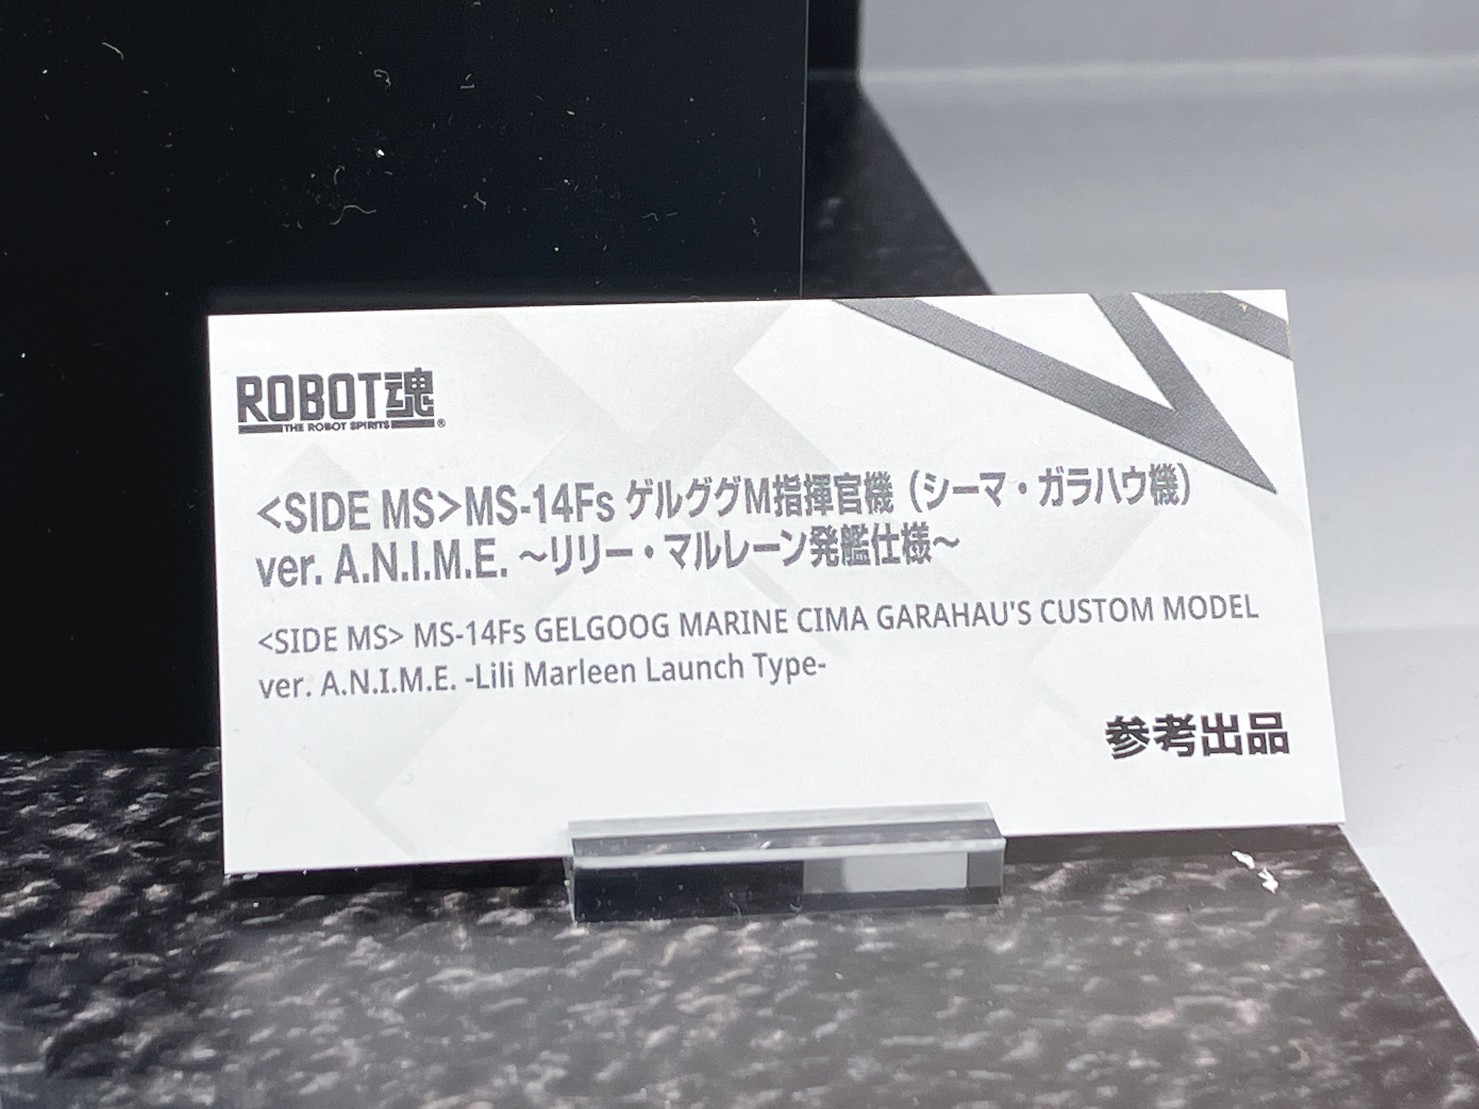 ROBOT魂
THE ROBOT SPIRITS ®
<SIDE MS>MS-14Fs ゲルググM指揮官機（シーマ・ガラハウ機）
ver. A.N.I.M.E. ～リリー・マルレーン発艦仕様～
<SIDE MS> MS-14Fs GELGOOG MARINE CIMA GARAHAU'S CUSTOM MODEL
ver. A.N.I.M.E. -Lili Marleen Launch Type-
参考出品